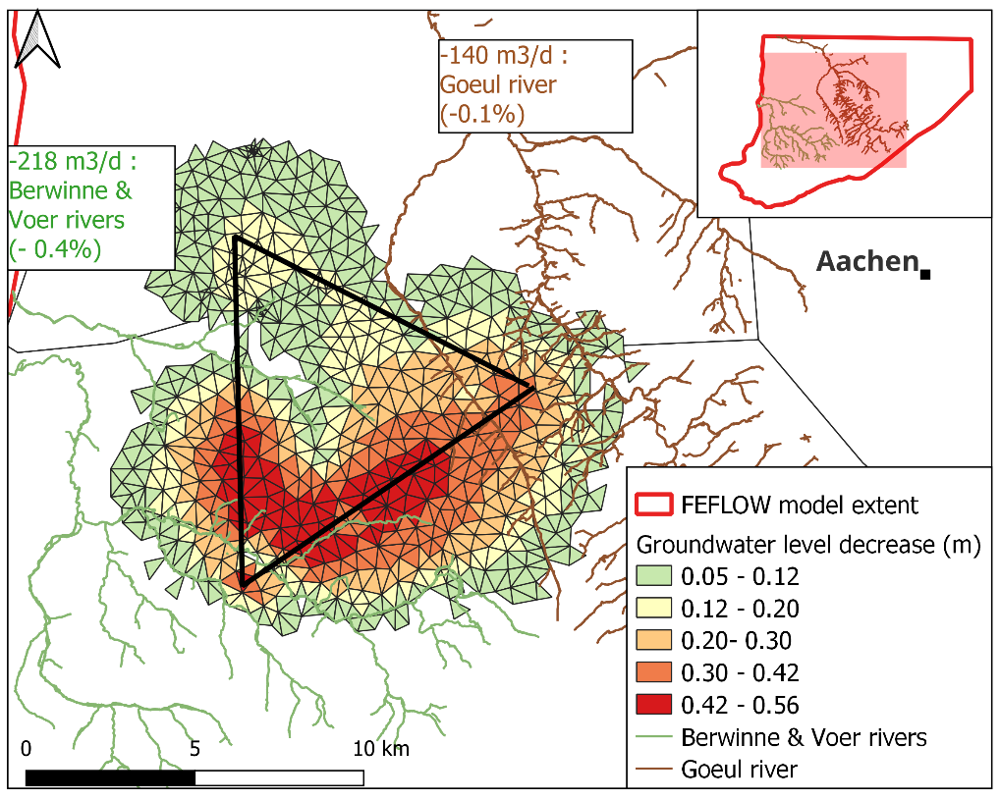 -140 m3/d :
Goeul river
(-0.1%)
-218 m3/d :
Berwinne &
Voer rivers
(- 0.4%)
Aachen
FEFLOW model extent
Groundwater level decrease (m)
0.05 - 0.12
0.12 - 0.20
0.20- 0.30
0.30 - 0.42
0.42 - 0.56
Berwinne & Voer rivers
Goeul river
0 5 10 km